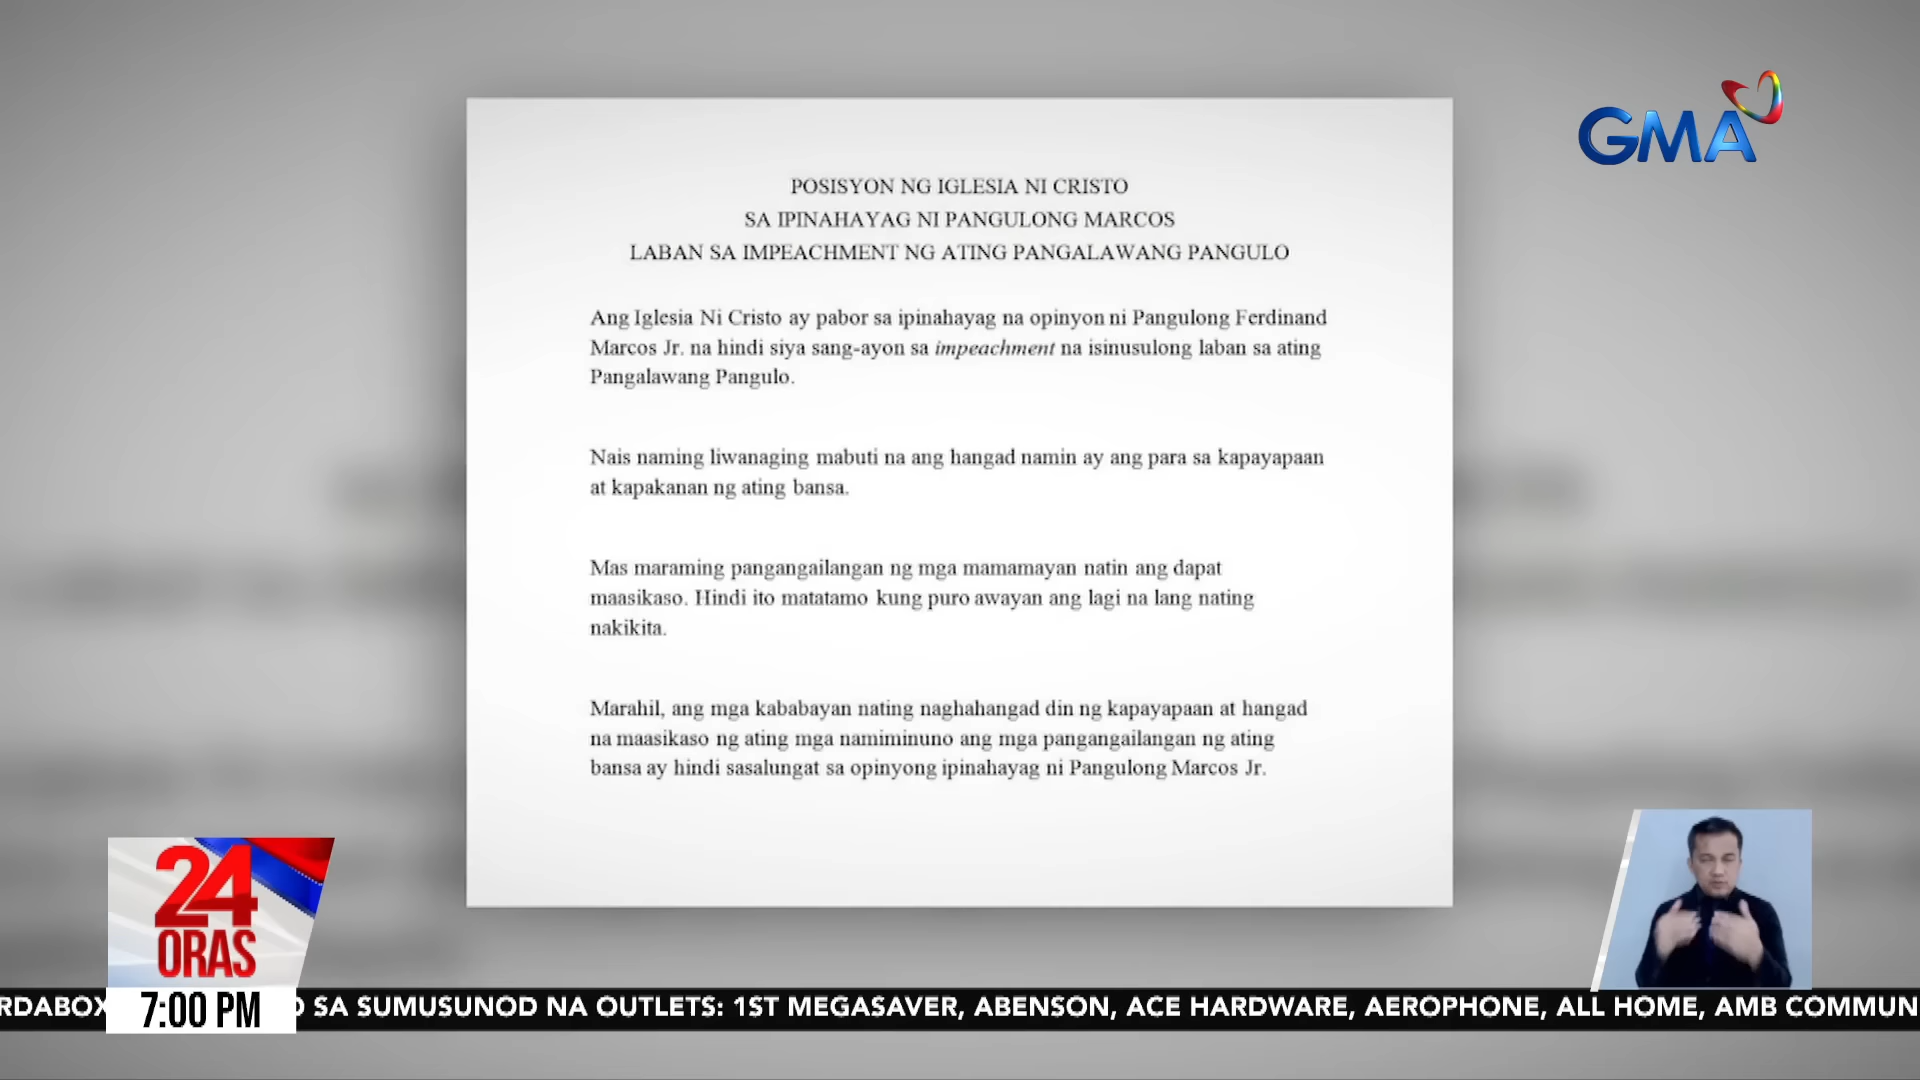 GMA
POSISYON NG IGLESIA NI CRISTO
SA IPINAHAYAG NI PANGULONG MARCOS
LABAN SA IMPEACHMENT NG ATING PANGALAWANG PANGULO
Ang Iglesia Ni Cristo ay pabor sa ipinahayag na opinyon ni Pangulong Ferdinand
Marcos Jr. na hindi siya sang-ayon sa impeachment na isinusulong laban sa ating
Pangalawang Pangulo.
Nais naming liwanaging mabuti na ang hangad namin ay ang para sa kapayapaan
at kapakanan ng ating bansa.
Mas maraming pangangailangan ng mga mamamayan natin ang dapat
maasikaso. Hindi ito matatamo kung puro awayan ang lagi na lang nating
nakikita.
Marahil, ang mga kababayan nating naghahangad din ng kapayapaan at hangad
na maasikaso ng ating mga namiminuno ang mga pangangailangan ng ating
bansa ay hindi sasalungat sa opinyong ipinahayag ni Pangulong Marcos Jr.
24
ORAS
7:00 PM
SA SUMUSUNOD NA OUTLETS: 1ST MEGASAVER, ABENSON, ACE HARDWARE, AEROPHONE, ALL HOME, AMB COMMUN